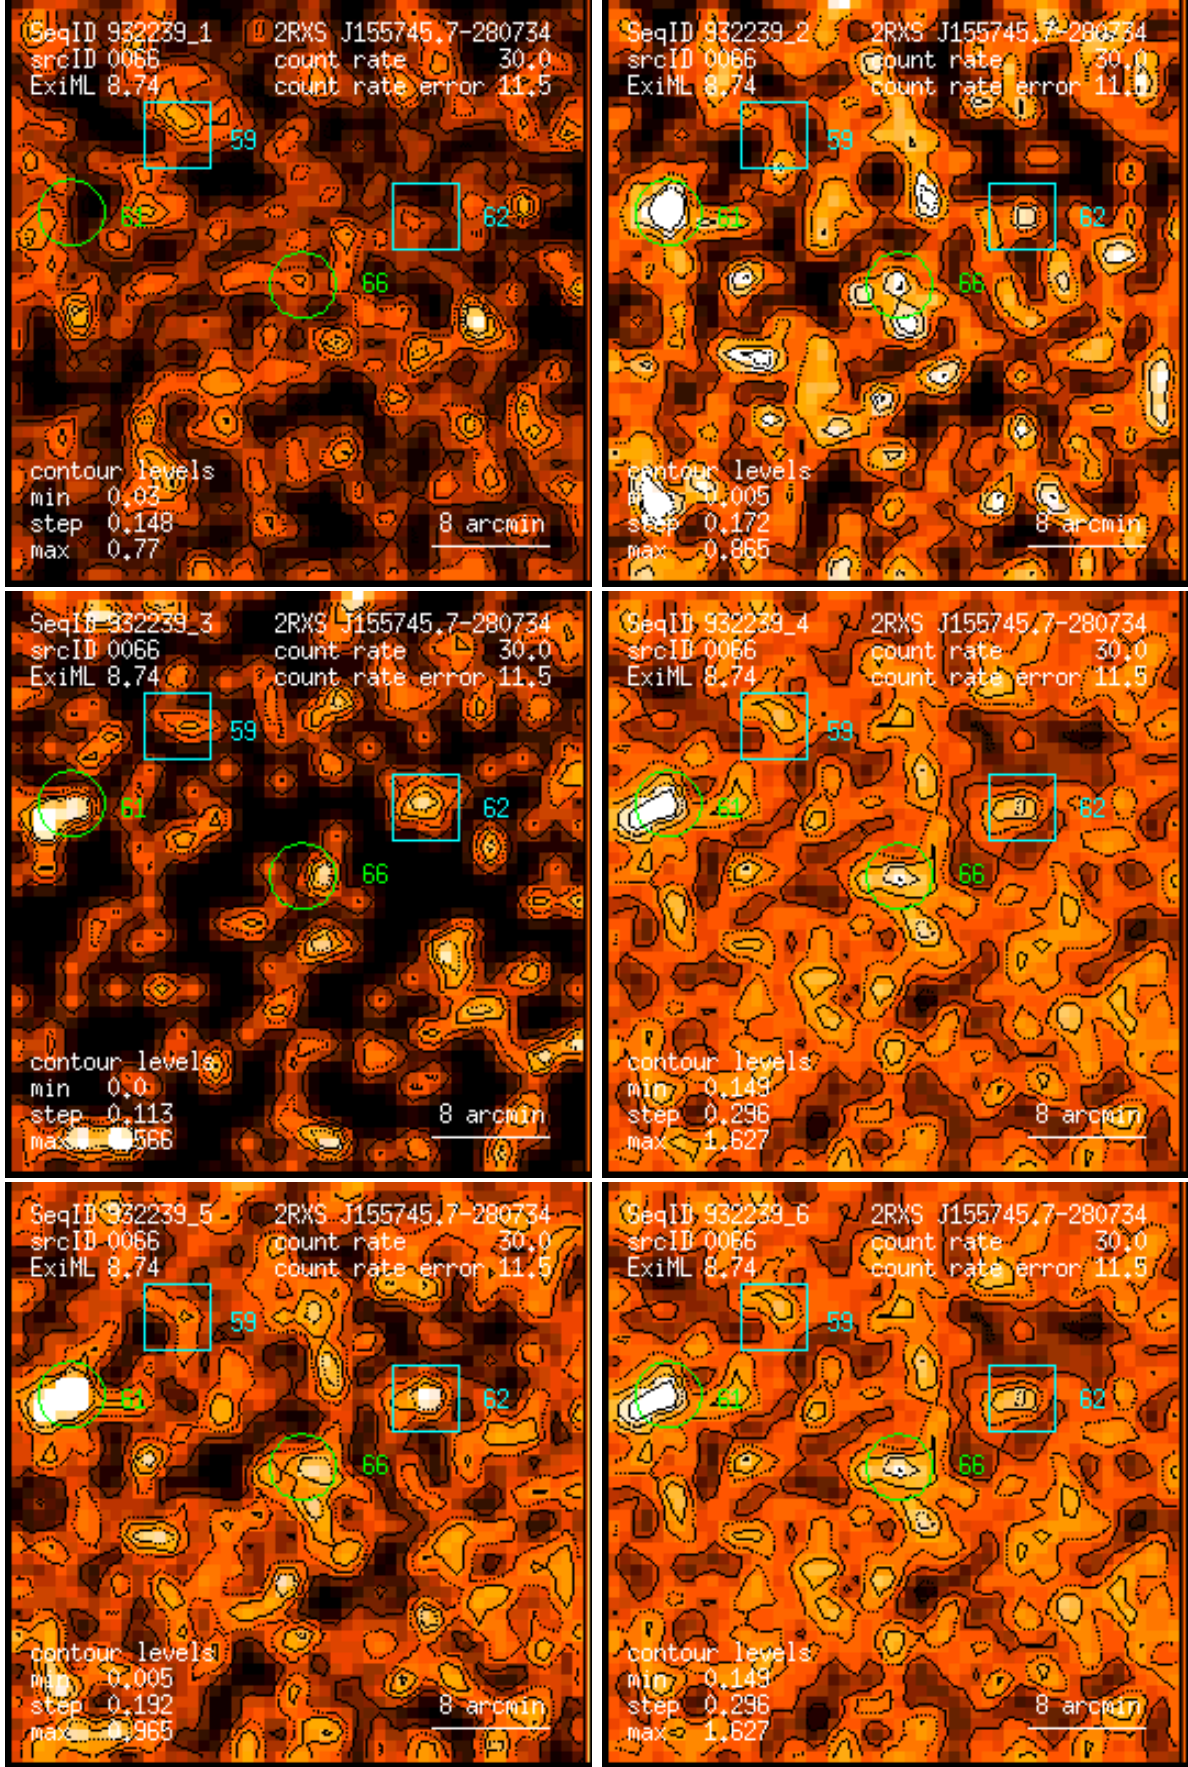 SeqID 932239_1 2RXS J155745.7-280734
srcID 0066 count rate 30.0
ExiML 8.74 count rate error 11.5
59
61
62
66
contour levels
min 0.03
step 0.148
max 0.77
8 arcmin
SeqID 932239_2 2RXS J155745.7-280734
srcID 0066 count rate 30.0
ExiML 8.74 count rate error 11.5
59
61
62
66
contour levels
min 0.005
step 0.172
max 0.865
8 arcmin
SeqID 932239_3 2RXS J155745.7-280734
srcID 0066 count rate 30.0
ExiML 8.74 count rate error 11.5
59
61
62
66
contour levels
min 0.0
step 0.113
max .566
8 arcmin
SeqID 932239_4 2RXS J155745.7-280734
srcID 0066 count rate 30.0
ExiML 8.74 count rate error 11.5
59
61
62
66
contour levels
min 0.149
step 0.296
max 1.627
8 arcmin
SeqID 932239_5 2RXS J155745.7-280734
srcID 0066 count rate 30.0
ExiML 8.74 count rate error 11.5
59
61
62
66
contour levels
min 0.005
step 0.192
max 0.965
8 arcmin
SeqID 932239_6 2RXS J155745.7-280734
srcID 0066 count rate 30.0
ExiML 8.74 count rate error 11.5
59
61
62
66
contour levels
min 0.149
step 0.296
max 1.627
8 arcmin